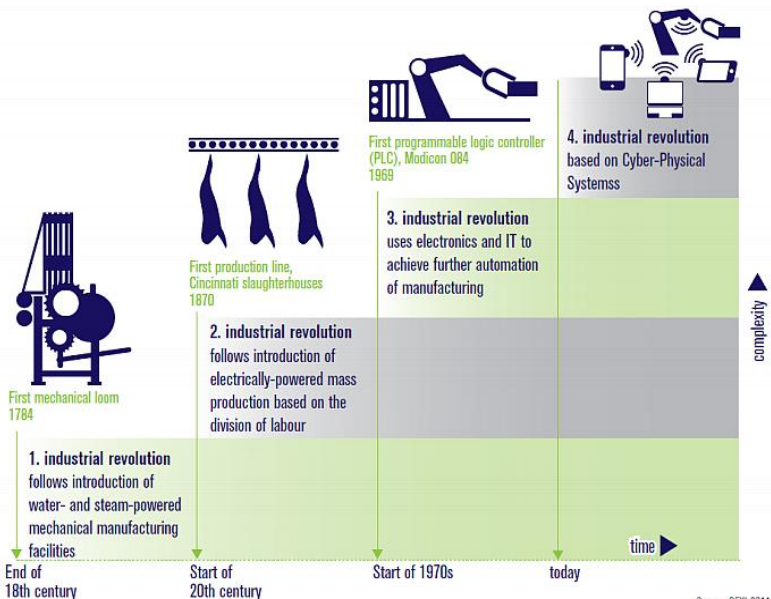 First programmable logic controller
(PLC), Modicon 084
1969
4. industrial revolution
based on Cyber-Physical
Systemss
3. industrial revolution
uses electronics and IT to
achieve further automation
of manufacturing
First production line,
Cincinnati slaughterhouses
1870
2. industrial revolution
follows introduction of
electrically-powered mass
production based on the
division of labour
First mechanical loom
1784
1. industrial revolution
follows introduction of
water- and steam-powered
mechanical manufacturing
facilities
complexity
time
End of
18th century
Start of
20th century
Start of 1970s
today